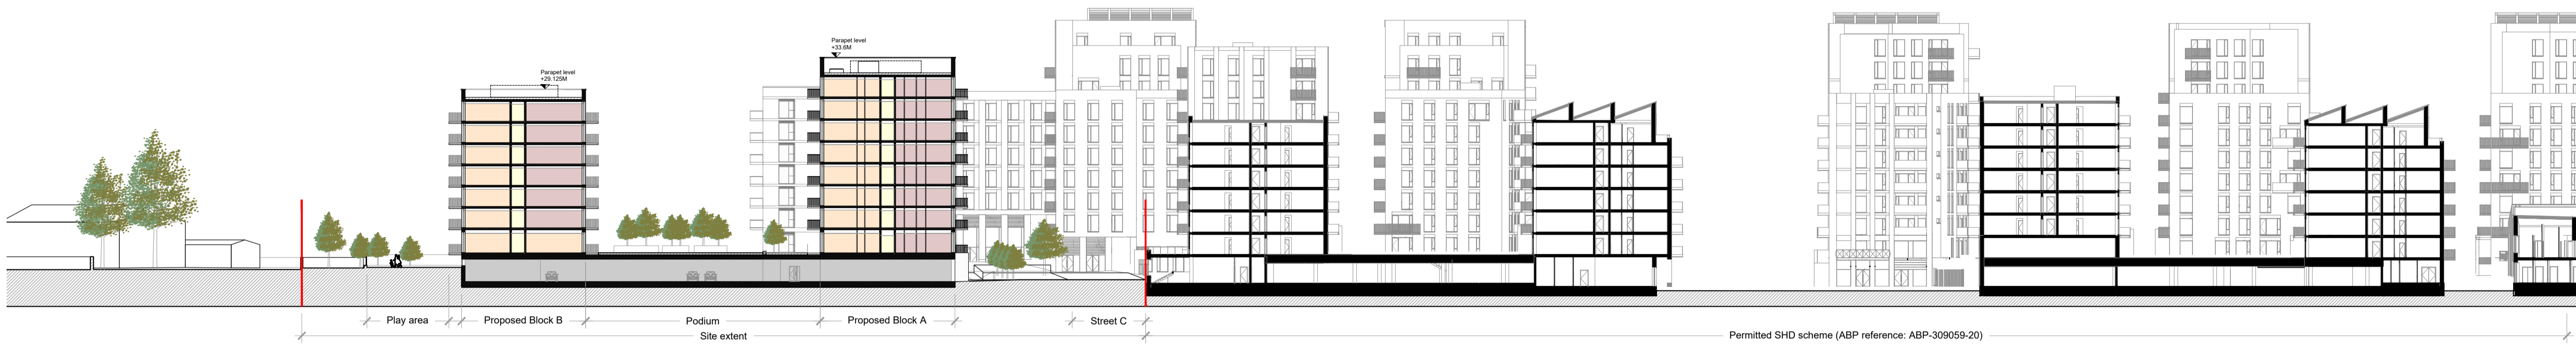 Parapet level
+33.6M
Parapet level
+29.125M
Play area
Proposed Block B
Podium
Proposed Block A
Street C
Site extent
Permitted SHD scheme (ABP reference: ABP-309059-20)